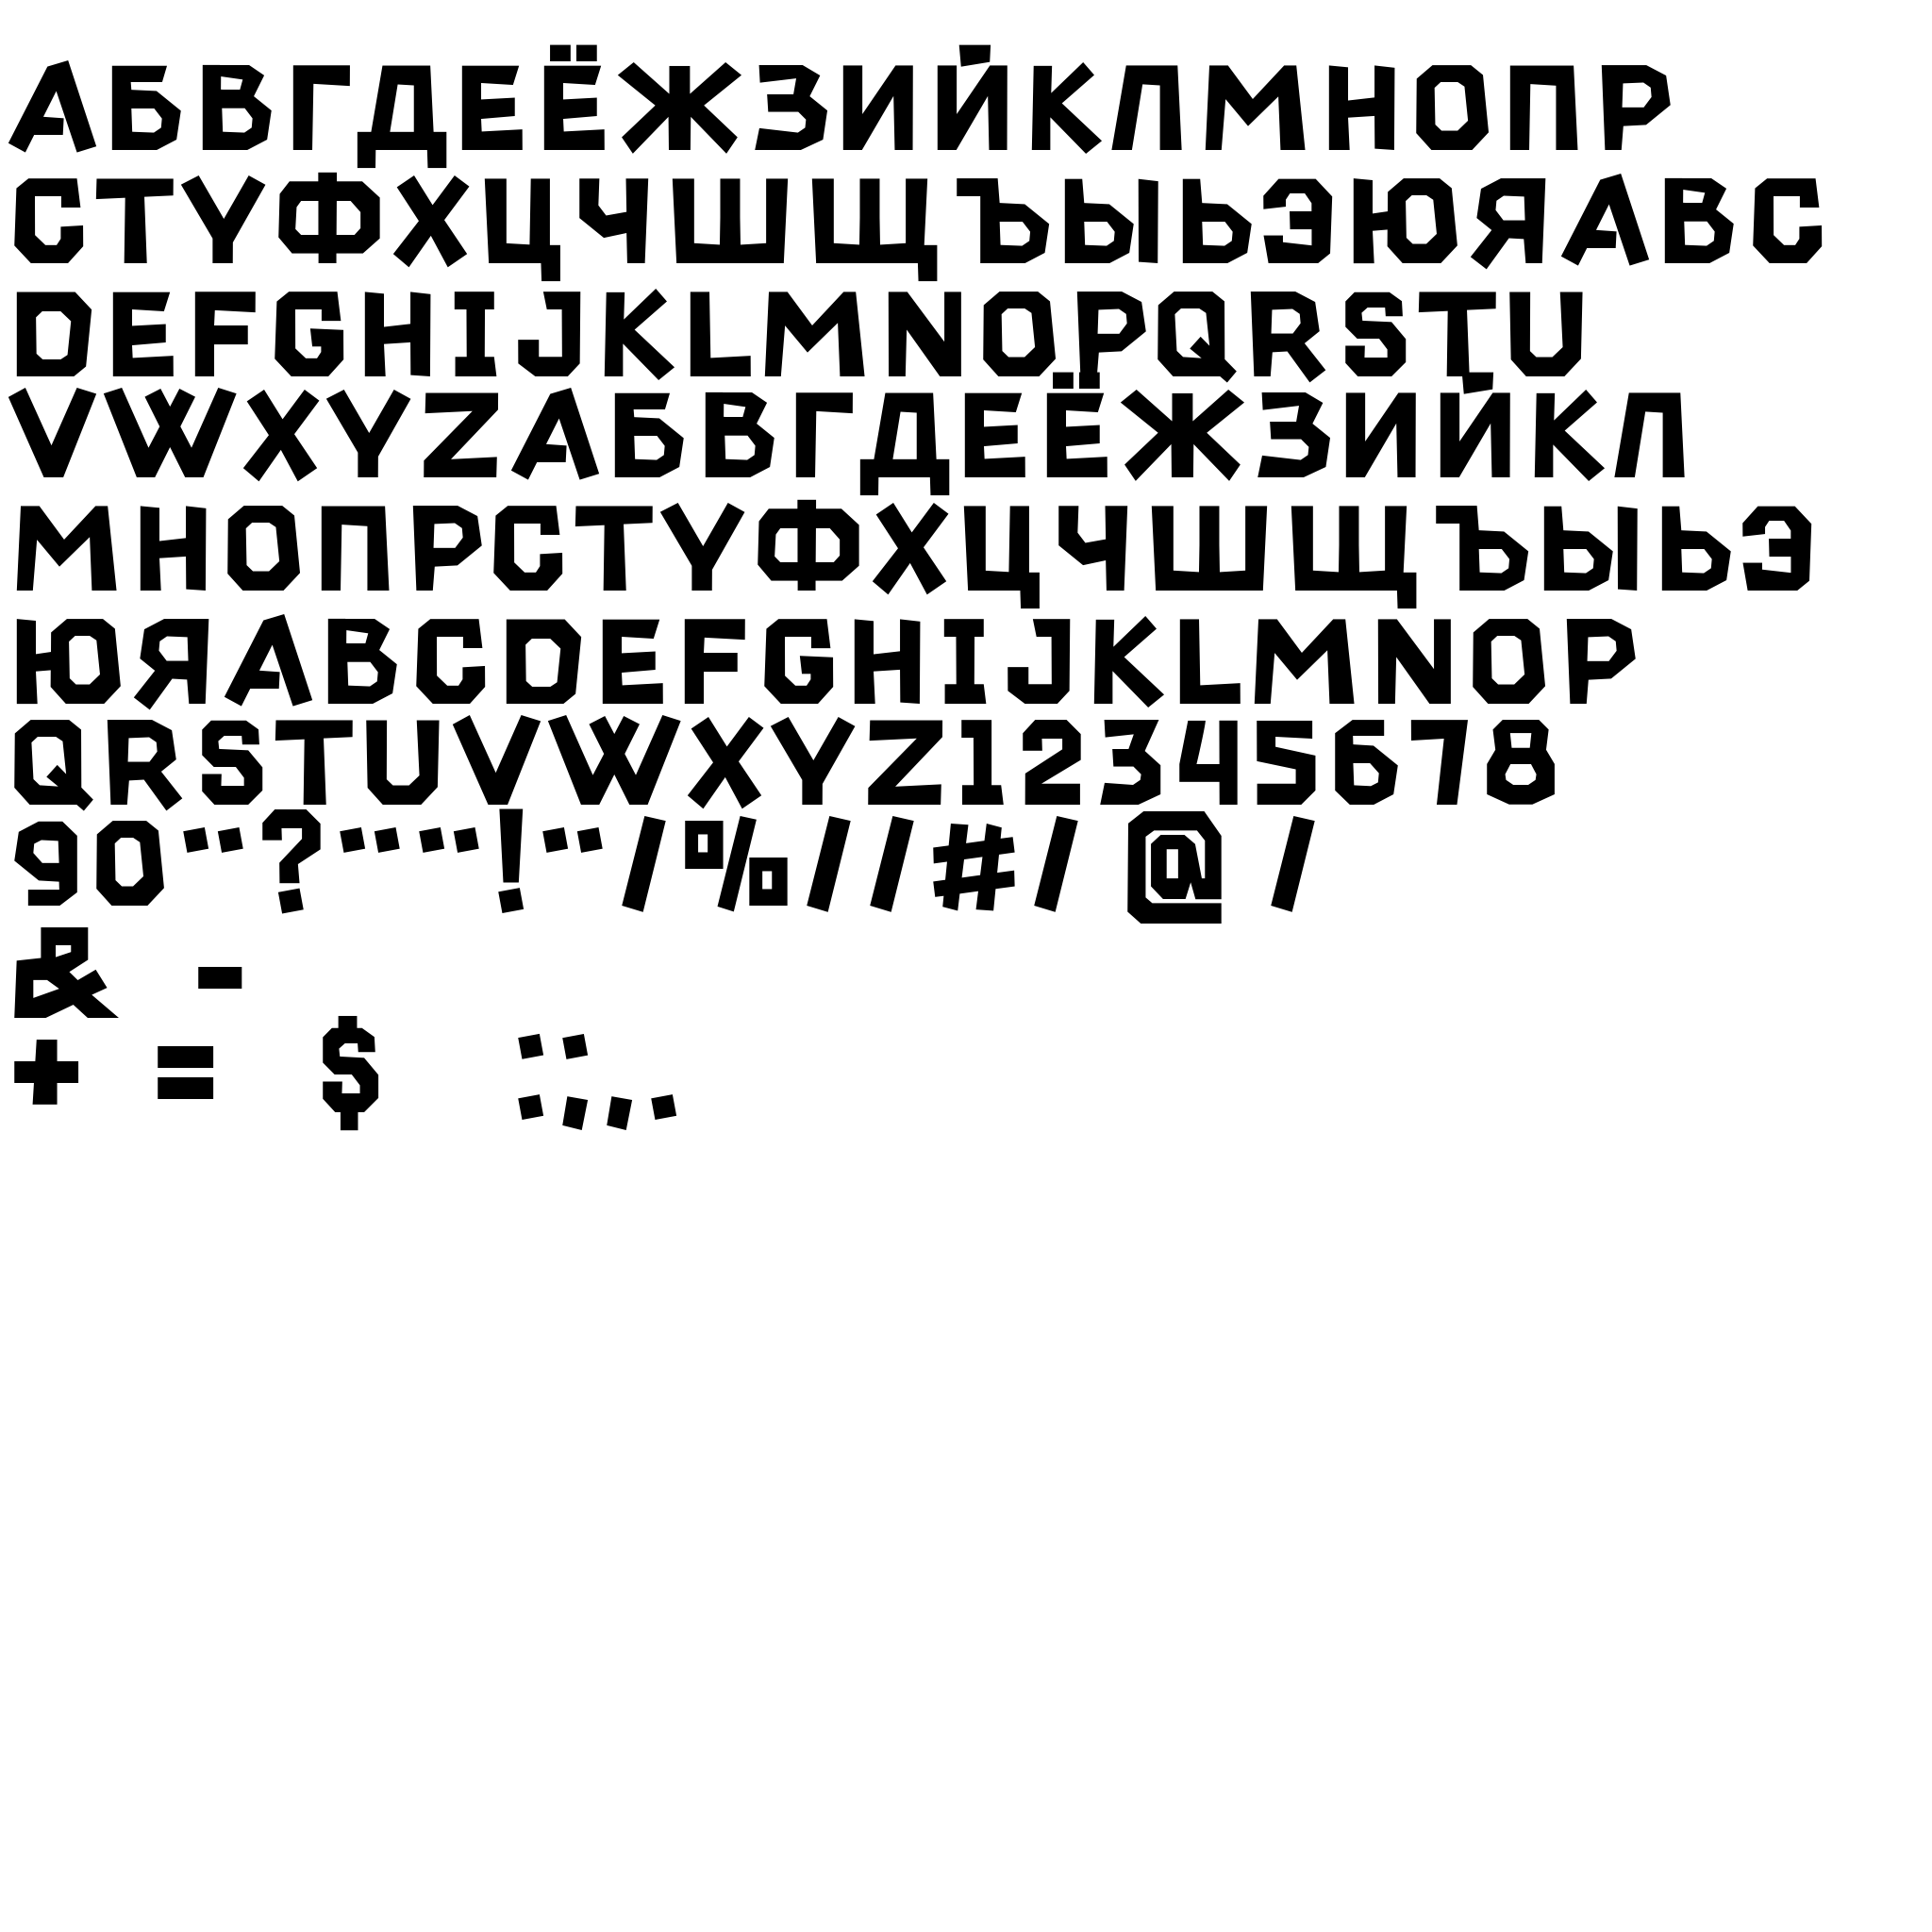 АБВГДЕЁЖЗИЙКЛМНОПР
СТУФХЦЧШЩЪЫЬЭЮЯABC
DEFGHIJKLMNOPQRSTU
VWXYZАБВГДЕЁЖЗИЙКЛ
МНОПРСТУФХЦЧШЩЪЫЬЭ
ЮЯABCDEFGHIJKLMNOP
QRSTUVWXYZ12345678
90"?""!"/%//#/@/
& -
+ = $ :;,.